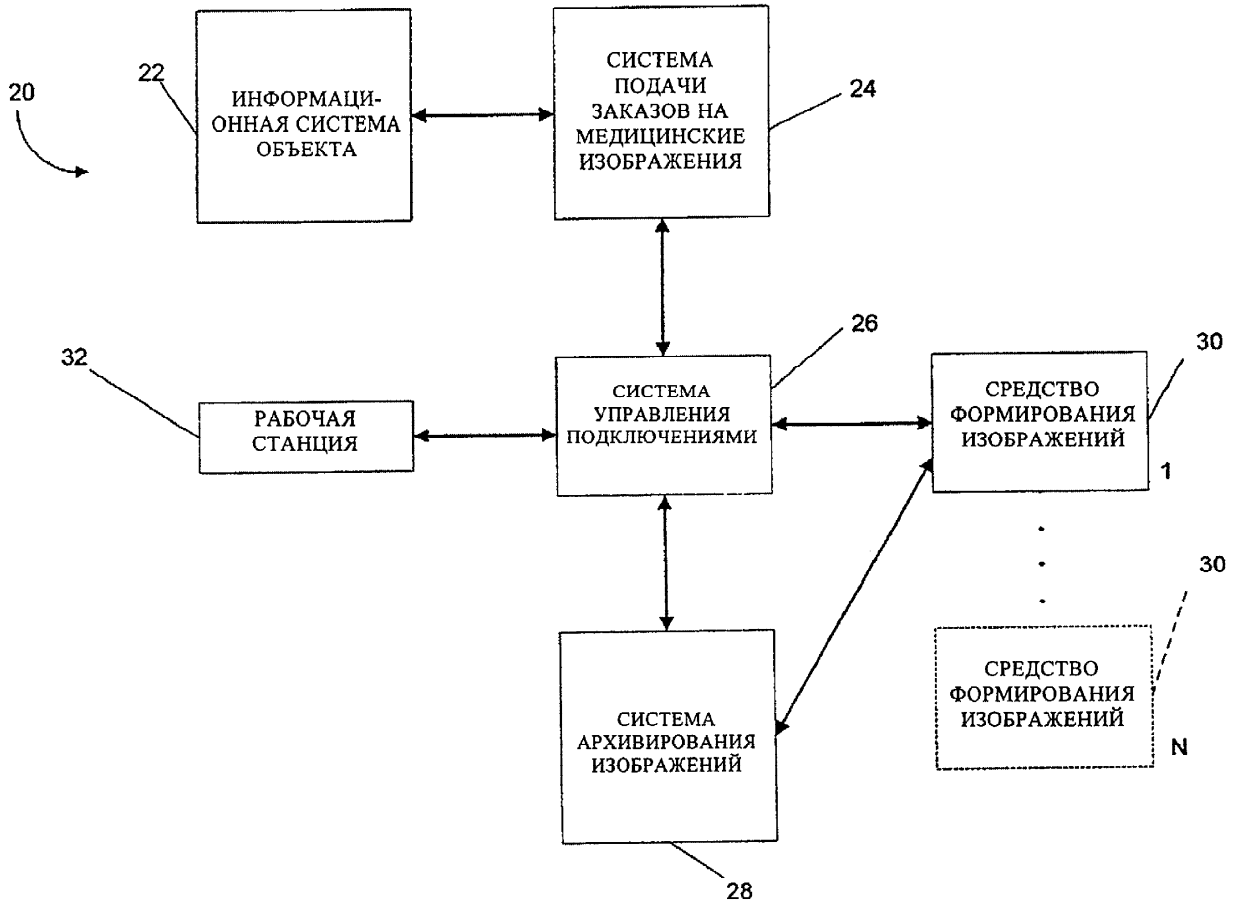 20
22
ИНФОРМАЦИ-
ОННАЯ СИСТЕМА
ОБЪЕКТА
СИСТЕМА
ПОДАЧИ
ЗАКАЗОВ НА
МЕДИЦИНСКИЕ
ИЗОБРАЖЕНИЯ
24
32
РАБОЧАЯ
СТАНЦИЯ
26
СИСТЕМА
УПРАВЛЕНИЯ
ПОДКЛЮЧЕНИЯМИ
30
СРЕДСТВО
ФОРМИРОВАНИЯ
ИЗОБРАЖЕНИЙ
1
30
СРЕДСТВО
ФОРМИРОВАНИЯ
ИЗОБРАЖЕНИЙ
N
СИСТЕМА
АРХИВИРОВАНИЯ
ИЗОБРАЖЕНИЙ
28